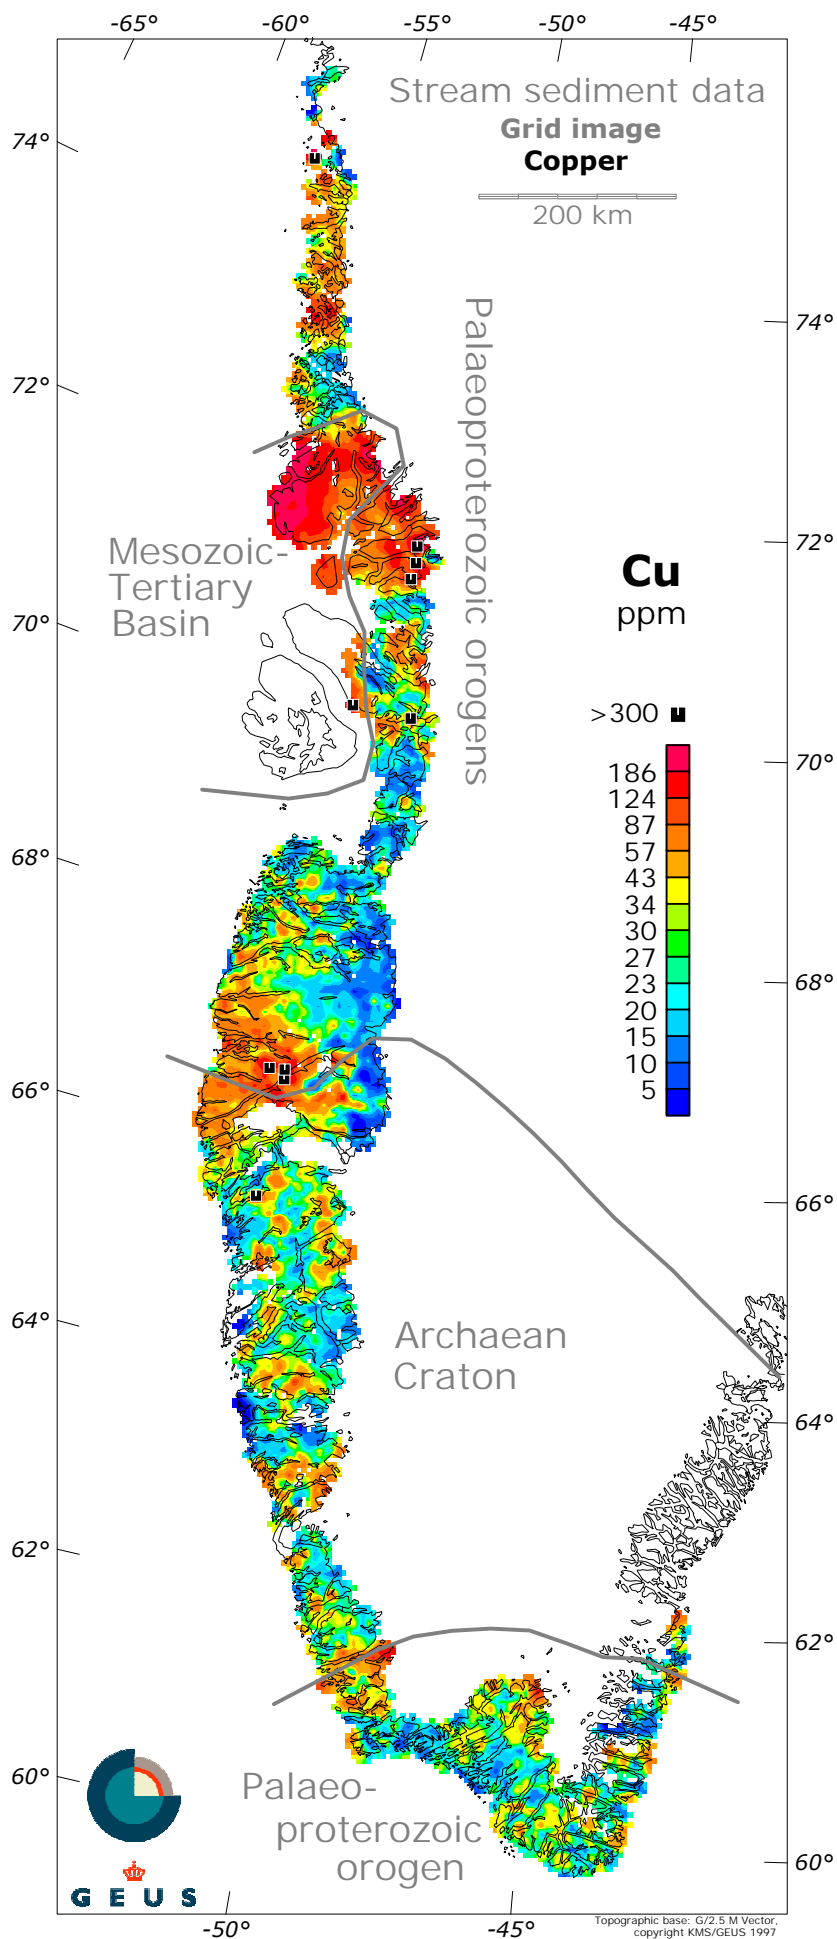 -65° -60° -55° -50° -45°
Stream sediment data
Grid image
Copper
200 km
74°
74°
72°
72°
70°
70°
68°
68°
66°
66°
64°
64°
62°
62°
60°
60°
Palaeoproterozoic orogens
Mesozoic-
Tertiary
Basin
Cu
ppm
>300
186
124
87
57
43
34
30
27
23
20
15
10
5
Archaean
Craton
Palaeo-
proterozoic
orogen
G E U S
-50° -45°
Topographic base: G/2.5 M Vector,
copyright KMS/GEUS 1997